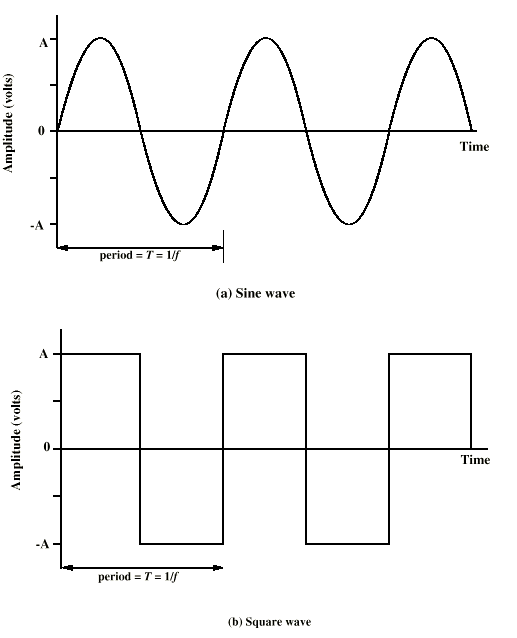 Amplitude (volts)
A
0
-A
Time
period = T = 1/f
(a) Sine wave
Amplitude (volts)
A
0
-A
Time
period = T = 1/f
(b) Square wave